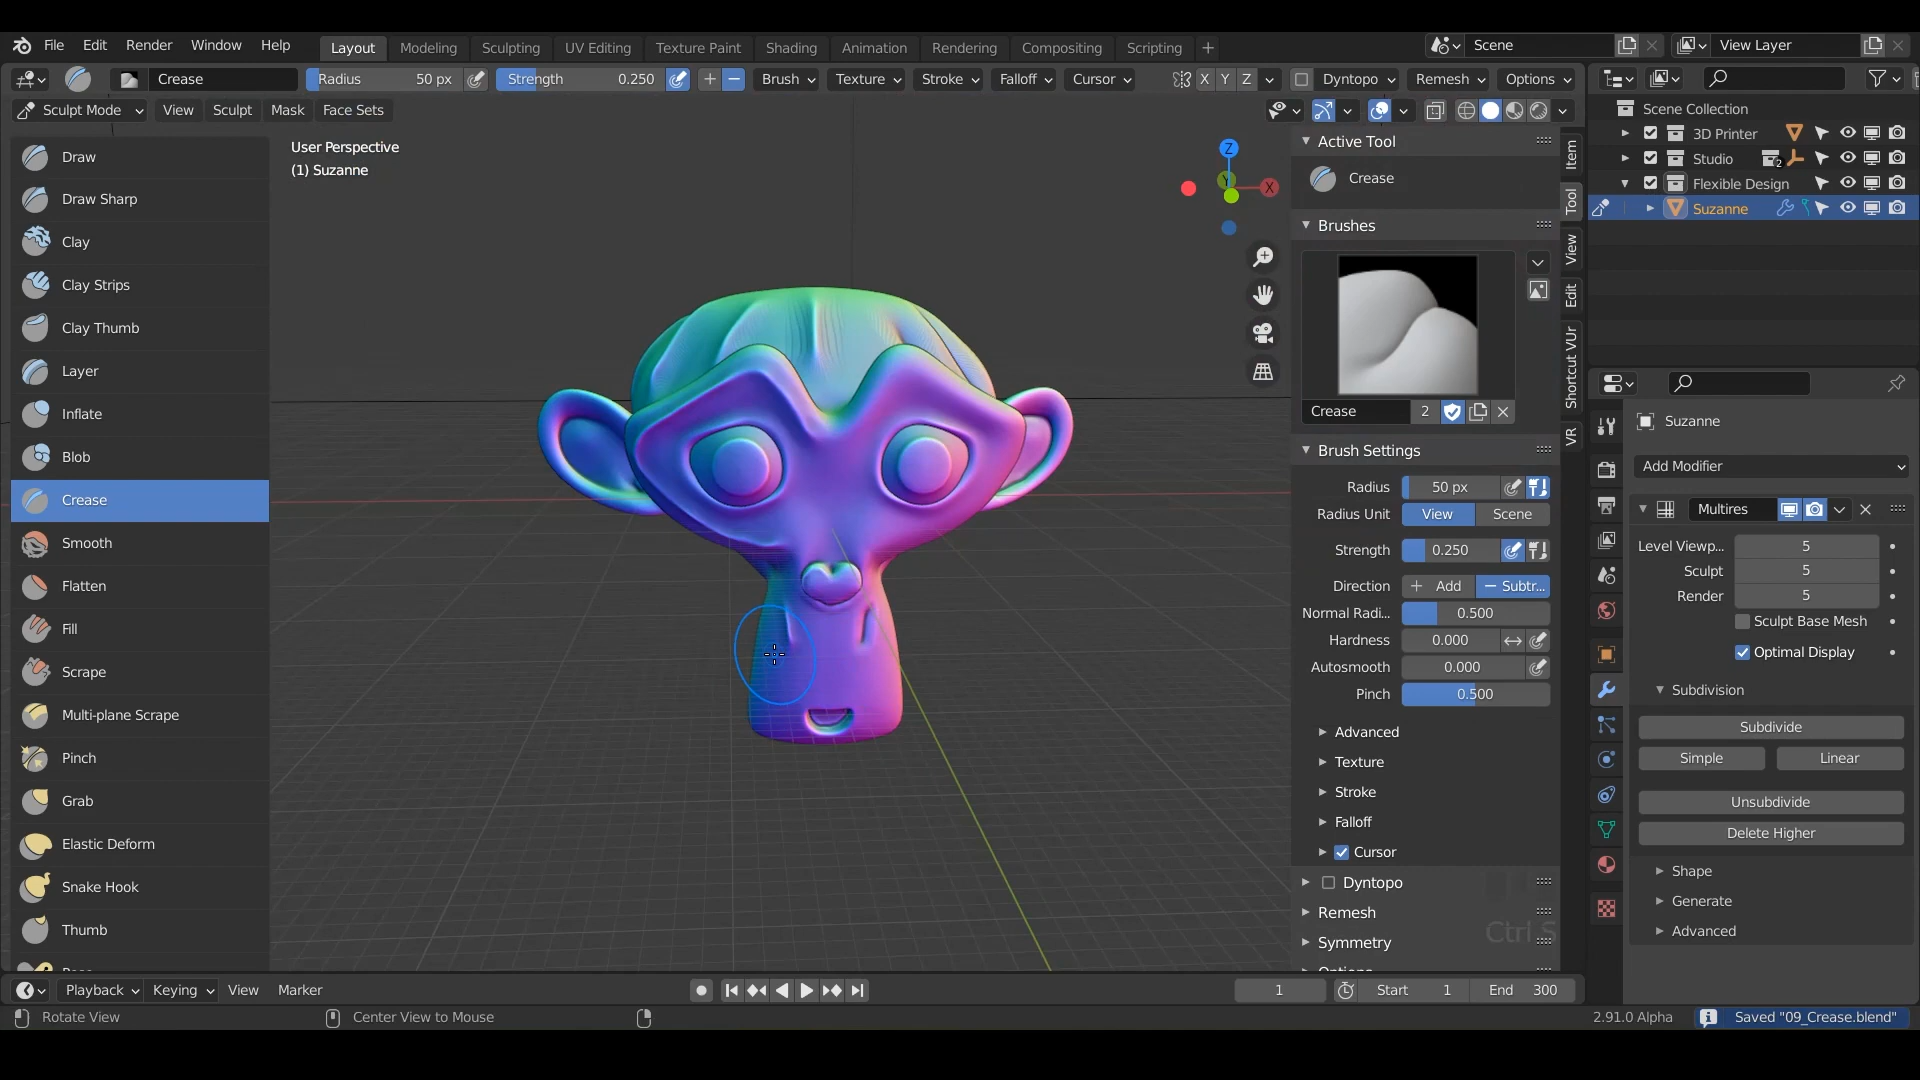 File Edit Render Window Help Layout Modeling Sculpting UV Editing Texture Paint Shading Animation Rendering Compositing Scripting + Scene View Layer
Crease Radius 50 px Strength 0.250 Brush Texture Stroke Falloff Cursor X Y Z Dyntopo Remesh Options
Sculpt Mode View Sculpt Mask Face Sets
User Perspective
(1) Suzanne
Draw
Draw Sharp
Clay
Clay Strips
Clay Thumb
Layer
Inflate
Blob
Crease
Smooth
Flatten
Fill
Scrape
Multi-plane Scrape
Pinch
Grab
Elastic Deform
Snake Hook
Thumb
Z
Y
X
Active Tool
Crease
Brushes
Crease 2
Brush Settings
Radius 50 px
Radius Unit View Scene
Strength 0.250
Direction + Add − Subtr...
Normal Radi... 0.500
Hardness 0.000
Autosmooth 0.000
Pinch 0.500
Advanced
Texture
Stroke
Falloff
Cursor
Dyntopo
Remesh
Symmetry
Ctrl S
Item
Tool
View
Edit
Shortcut VUr
VR
Scene Collection
3D Printer
Studio 2
Flexible Design
Suzanne
Suzanne
Add Modifier
Multires
Level Viewp... 5
Sculpt 5
Render 5
Sculpt Base Mesh
Optimal Display
Subdivision
Subdivide
Simple Linear
Unsubdivide
Delete Higher
Shape
Generate
Advanced
Playback Keying View Marker 1 Start 1 End 300
Rotate View Center View to Mouse 2.91.0 Alpha Saved "09_Crease.blend"